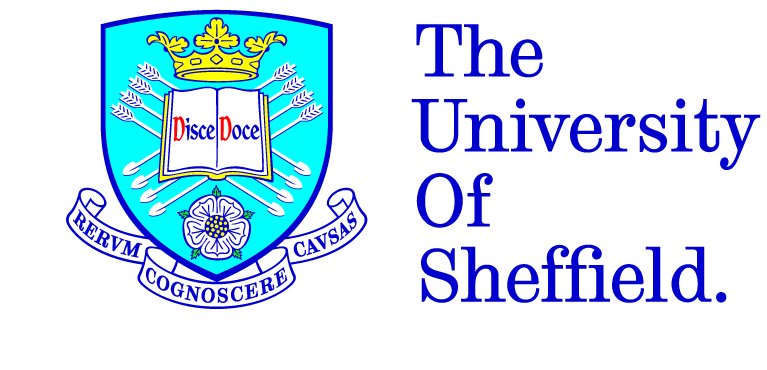 Disce Doce
RERVM
COGNOSCERE
CAVSAS
The
University
Of
Sheffield.